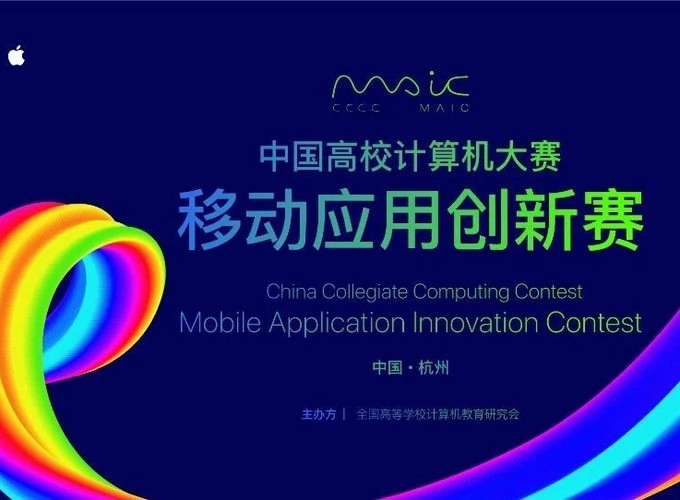 maic
CCCC MAIC
中国高校计算机大赛
移动应用创新赛
China Collegiate Computing Contest
Mobile Application Innovation Contest
中国·杭州
主办方 | 全国高等学校计算机教育研究会